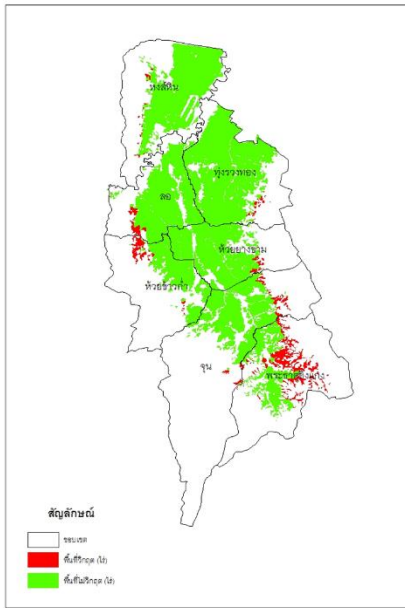 หงส์หิน
ทุ่งรวงทอง
ลอ
ห้วยยางขาม
ห้วยข้าวก่ำ
จุน
พระธาตุขิงแกง
สัญลักษณ์
ขอบเขต
พื้นที่วิกฤต (ไร่)
พื้นที่ไม่วิกฤต (ไร่)